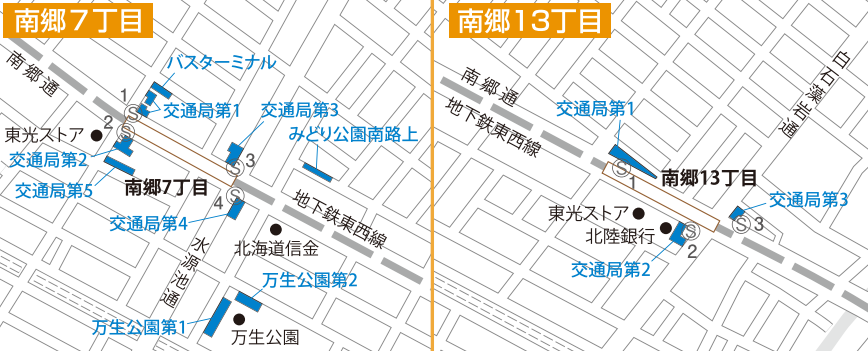 南郷７丁目
南郷通
バスターミナル
1
S
交通局第1
2
S
交通局第3
東光ストア
みどり公園南路上
交通局第2
S 3
交通局第5
南郷7丁目
4 S
交通局第4
地下鉄東西線
水源池通
北海道信金
万生公園第2
万生公園第1
万生公園
南郷１３丁目
白石藻岩通
南郷通
地下鉄東西線
交通局第1
S
1
南郷13丁目
交通局第3
東光ストア
S 3
北陸銀行
S
2
交通局第2